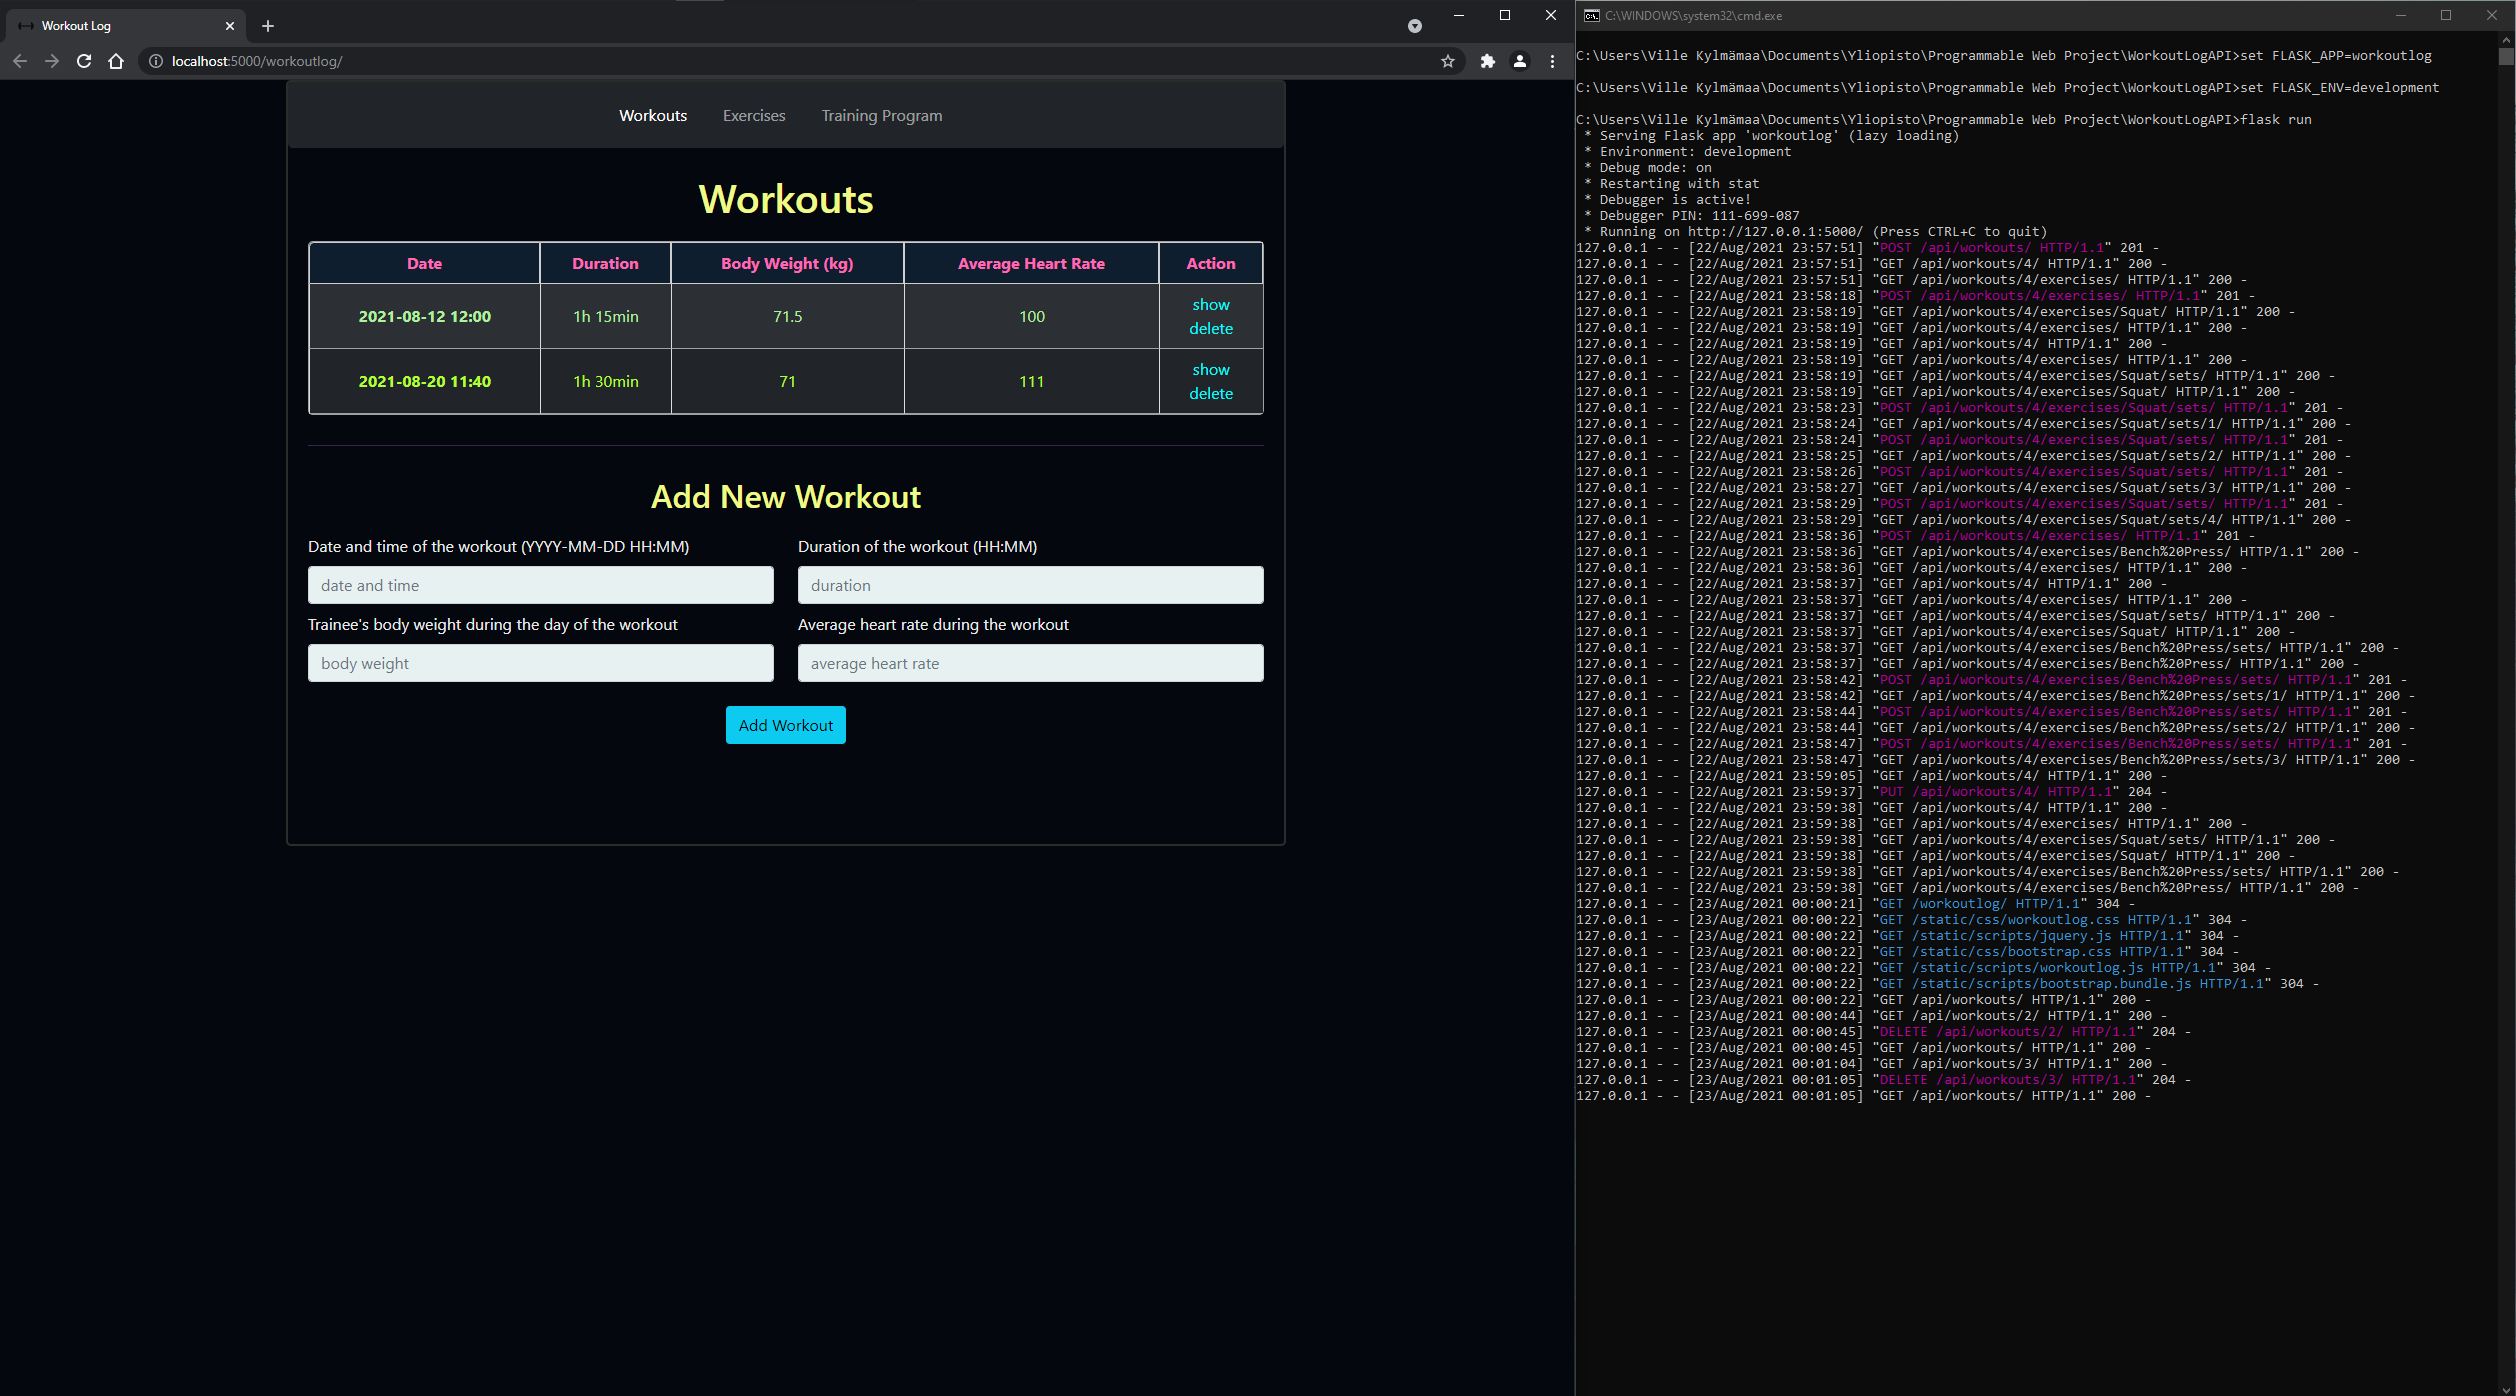 Workout Log
localhost:5000/workoutlog/
Workouts Exercises Training Program
Workouts
Date Duration Body Weight (kg) Average Heart Rate Action
2021-08-12 12:00 1h 15min 71.5 100 show delete
2021-08-20 11:40 1h 30min 71 111 show delete
Add New Workout
Date and time of the workout (YYYY-MM-DD HH:MM) Duration of the workout (HH:MM)
date and time duration
Trainee's body weight during the day of the workout Average heart rate during the workout
body weight average heart rate
Add Workout
C:\WINDOWS\system32\cmd.exe
C:\Users\Ville Kylmämaa\Documents\Yliopisto\Programmable Web Project\WorkoutLogAPI>set FLASK_APP=workoutlog
C:\Users\Ville Kylmämaa\Documents\Yliopisto\Programmable Web Project\WorkoutLogAPI>set FLASK_ENV=development
C:\Users\Ville Kylmämaa\Documents\Yliopisto\Programmable Web Project\WorkoutLogAPI>flask run
* Serving Flask app 'workoutlog' (lazy loading)
* Environment: development
* Debug mode: on
* Restarting with stat
* Debugger is active!
* Debugger PIN: 111-699-087
* Running on http://127.0.0.1:5000/ (Press CTRL+C to quit)
127.0.0.1 - - [22/Aug/2021 23:57:51] "POST /api/workouts/ HTTP/1.1" 201 -
127.0.0.1 - - [22/Aug/2021 23:57:51] "GET /api/workouts/4/ HTTP/1.1" 200 -
127.0.0.1 - - [22/Aug/2021 23:57:51] "GET /api/workouts/4/exercises/ HTTP/1.1" 200 -
127.0.0.1 - - [22/Aug/2021 23:58:18] "POST /api/workouts/4/exercises/ HTTP/1.1" 201 -
127.0.0.1 - - [22/Aug/2021 23:58:19] "GET /api/workouts/4/exercises/Squat/ HTTP/1.1" 200 -
127.0.0.1 - - [22/Aug/2021 23:58:19] "GET /api/workouts/4/exercises/ HTTP/1.1" 200 -
127.0.0.1 - - [22/Aug/2021 23:58:19] "GET /api/workouts/4/ HTTP/1.1" 200 -
127.0.0.1 - - [22/Aug/2021 23:58:19] "GET /api/workouts/4/exercises/ HTTP/1.1" 200 -
127.0.0.1 - - [22/Aug/2021 23:58:19] "GET /api/workouts/4/exercises/Squat/sets/ HTTP/1.1" 200 -
127.0.0.1 - - [22/Aug/2021 23:58:19] "GET /api/workouts/4/exercises/Squat/ HTTP/1.1" 200 -
127.0.0.1 - - [22/Aug/2021 23:58:23] "POST /api/workouts/4/exercises/Squat/sets/ HTTP/1.1" 201 -
127.0.0.1 - - [22/Aug/2021 23:58:24] "GET /api/workouts/4/exercises/Squat/sets/1/ HTTP/1.1" 200 -
127.0.0.1 - - [22/Aug/2021 23:58:24] "POST /api/workouts/4/exercises/Squat/sets/ HTTP/1.1" 201 -
127.0.0.1 - - [22/Aug/2021 23:58:25] "GET /api/workouts/4/exercises/Squat/sets/2/ HTTP/1.1" 200 -
127.0.0.1 - - [22/Aug/2021 23:58:26] "POST /api/workouts/4/exercises/Squat/sets/ HTTP/1.1" 201 -
127.0.0.1 - - [22/Aug/2021 23:58:27] "GET /api/workouts/4/exercises/Squat/sets/3/ HTTP/1.1" 200 -
127.0.0.1 - - [22/Aug/2021 23:58:29] "POST /api/workouts/4/exercises/Squat/sets/ HTTP/1.1" 201 -
127.0.0.1 - - [22/Aug/2021 23:58:29] "GET /api/workouts/4/exercises/Squat/sets/4/ HTTP/1.1" 200 -
127.0.0.1 - - [22/Aug/2021 23:58:36] "POST /api/workouts/4/exercises/ HTTP/1.1" 201 -
127.0.0.1 - - [22/Aug/2021 23:58:36] "GET /api/workouts/4/exercises/Bench%20Press/ HTTP/1.1" 200 -
127.0.0.1 - - [22/Aug/2021 23:58:36] "GET /api/workouts/4/exercises/ HTTP/1.1" 200 -
127.0.0.1 - - [22/Aug/2021 23:58:37] "GET /api/workouts/4/ HTTP/1.1" 200 -
127.0.0.1 - - [22/Aug/2021 23:58:37] "GET /api/workouts/4/exercises/ HTTP/1.1" 200 -
127.0.0.1 - - [22/Aug/2021 23:58:37] "GET /api/workouts/4/exercises/Squat/sets/ HTTP/1.1" 200 -
127.0.0.1 - - [22/Aug/2021 23:58:37] "GET /api/workouts/4/exercises/Squat/ HTTP/1.1" 200 -
127.0.0.1 - - [22/Aug/2021 23:58:37] "GET /api/workouts/4/exercises/Bench%20Press/sets/ HTTP/1.1" 200 -
127.0.0.1 - - [22/Aug/2021 23:58:37] "GET /api/workouts/4/exercises/Bench%20Press/ HTTP/1.1" 200 -
127.0.0.1 - - [22/Aug/2021 23:58:42] "POST /api/workouts/4/exercises/Bench%20Press/sets/ HTTP/1.1" 201 -
127.0.0.1 - - [22/Aug/2021 23:58:42] "GET /api/workouts/4/exercises/Bench%20Press/sets/1/ HTTP/1.1" 200 -
127.0.0.1 - - [22/Aug/2021 23:58:44] "POST /api/workouts/4/exercises/Bench%20Press/sets/ HTTP/1.1" 201 -
127.0.0.1 - - [22/Aug/2021 23:58:44] "GET /api/workouts/4/exercises/Bench%20Press/sets/2/ HTTP/1.1" 200 -
127.0.0.1 - - [22/Aug/2021 23:58:47] "POST /api/workouts/4/exercises/Bench%20Press/sets/ HTTP/1.1" 201 -
127.0.0.1 - - [22/Aug/2021 23:58:47] "GET /api/workouts/4/exercises/Bench%20Press/sets/3/ HTTP/1.1" 200 -
127.0.0.1 - - [22/Aug/2021 23:59:05] "GET /api/workouts/4/ HTTP/1.1" 200 -
127.0.0.1 - - [22/Aug/2021 23:59:37] "PUT /api/workouts/4/ HTTP/1.1" 204 -
127.0.0.1 - - [22/Aug/2021 23:59:38] "GET /api/workouts/4/ HTTP/1.1" 200 -
127.0.0.1 - - [22/Aug/2021 23:59:38] "GET /api/workouts/4/exercises/ HTTP/1.1" 200 -
127.0.0.1 - - [22/Aug/2021 23:59:38] "GET /api/workouts/4/exercises/Squat/sets/ HTTP/1.1" 200 -
127.0.0.1 - - [22/Aug/2021 23:59:38] "GET /api/workouts/4/exercises/Squat/ HTTP/1.1" 200 -
127.0.0.1 - - [22/Aug/2021 23:59:38] "GET /api/workouts/4/exercises/Bench%20Press/sets/ HTTP/1.1" 200 -
127.0.0.1 - - [22/Aug/2021 23:59:38] "GET /api/workouts/4/exercises/Bench%20Press/ HTTP/1.1" 200 -
127.0.0.1 - - [23/Aug/2021 00:00:21] "GET /workoutlog/ HTTP/1.1" 304 -
127.0.0.1 - - [23/Aug/2021 00:00:22] "GET /static/css/workoutlog.css HTTP/1.1" 304 -
127.0.0.1 - - [23/Aug/2021 00:00:22] "GET /static/scripts/jquery.js HTTP/1.1" 304 -
127.0.0.1 - - [23/Aug/2021 00:00:22] "GET /static/css/bootstrap.css HTTP/1.1" 304 -
127.0.0.1 - - [23/Aug/2021 00:00:22] "GET /static/scripts/workoutlog.js HTTP/1.1" 304 -
127.0.0.1 - - [23/Aug/2021 00:00:22] "GET /static/scripts/bootstrap.bundle.js HTTP/1.1" 304 -
127.0.0.1 - - [23/Aug/2021 00:00:22] "GET /api/workouts/ HTTP/1.1" 200 -
127.0.0.1 - - [23/Aug/2021 00:00:44] "GET /api/workouts/2/ HTTP/1.1" 200 -
127.0.0.1 - - [23/Aug/2021 00:00:45] "DELETE /api/workouts/2/ HTTP/1.1" 204 -
127.0.0.1 - - [23/Aug/2021 00:00:45] "GET /api/workouts/ HTTP/1.1" 200 -
127.0.0.1 - - [23/Aug/2021 00:01:04] "GET /api/workouts/3/ HTTP/1.1" 200 -
127.0.0.1 - - [23/Aug/2021 00:01:05] "DELETE /api/workouts/3/ HTTP/1.1" 204 -
127.0.0.1 - - [23/Aug/2021 00:01:05] "GET /api/workouts/ HTTP/1.1" 200 -